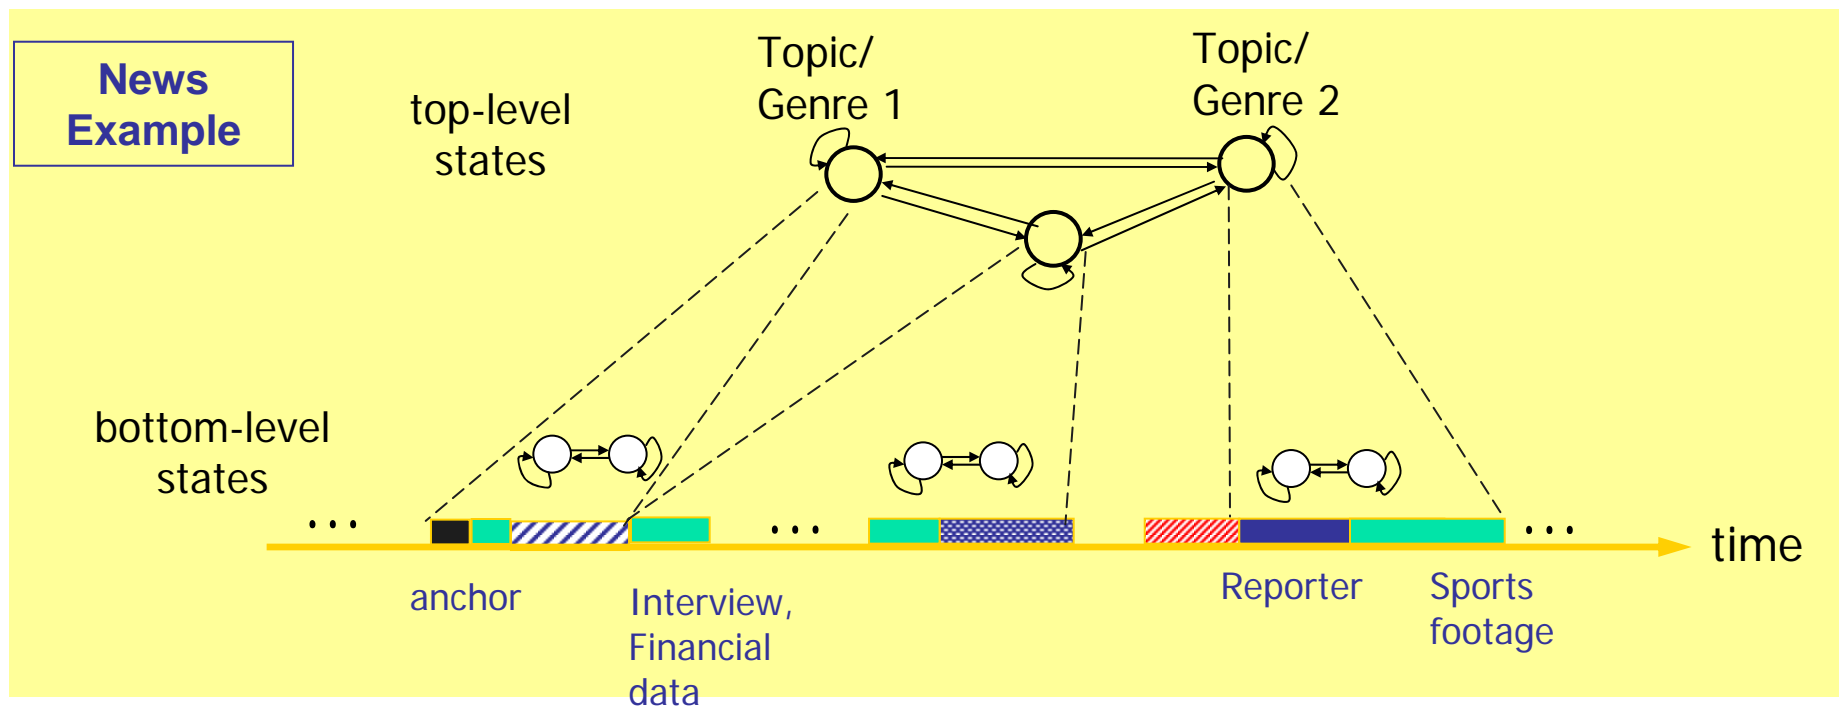 News
Example
top-level
states
Topic/
Genre 1
Topic/
Genre 2
bottom-level
states
...
...
...
time
anchor
Interview,
Financial
data
Reporter
Sports
footage